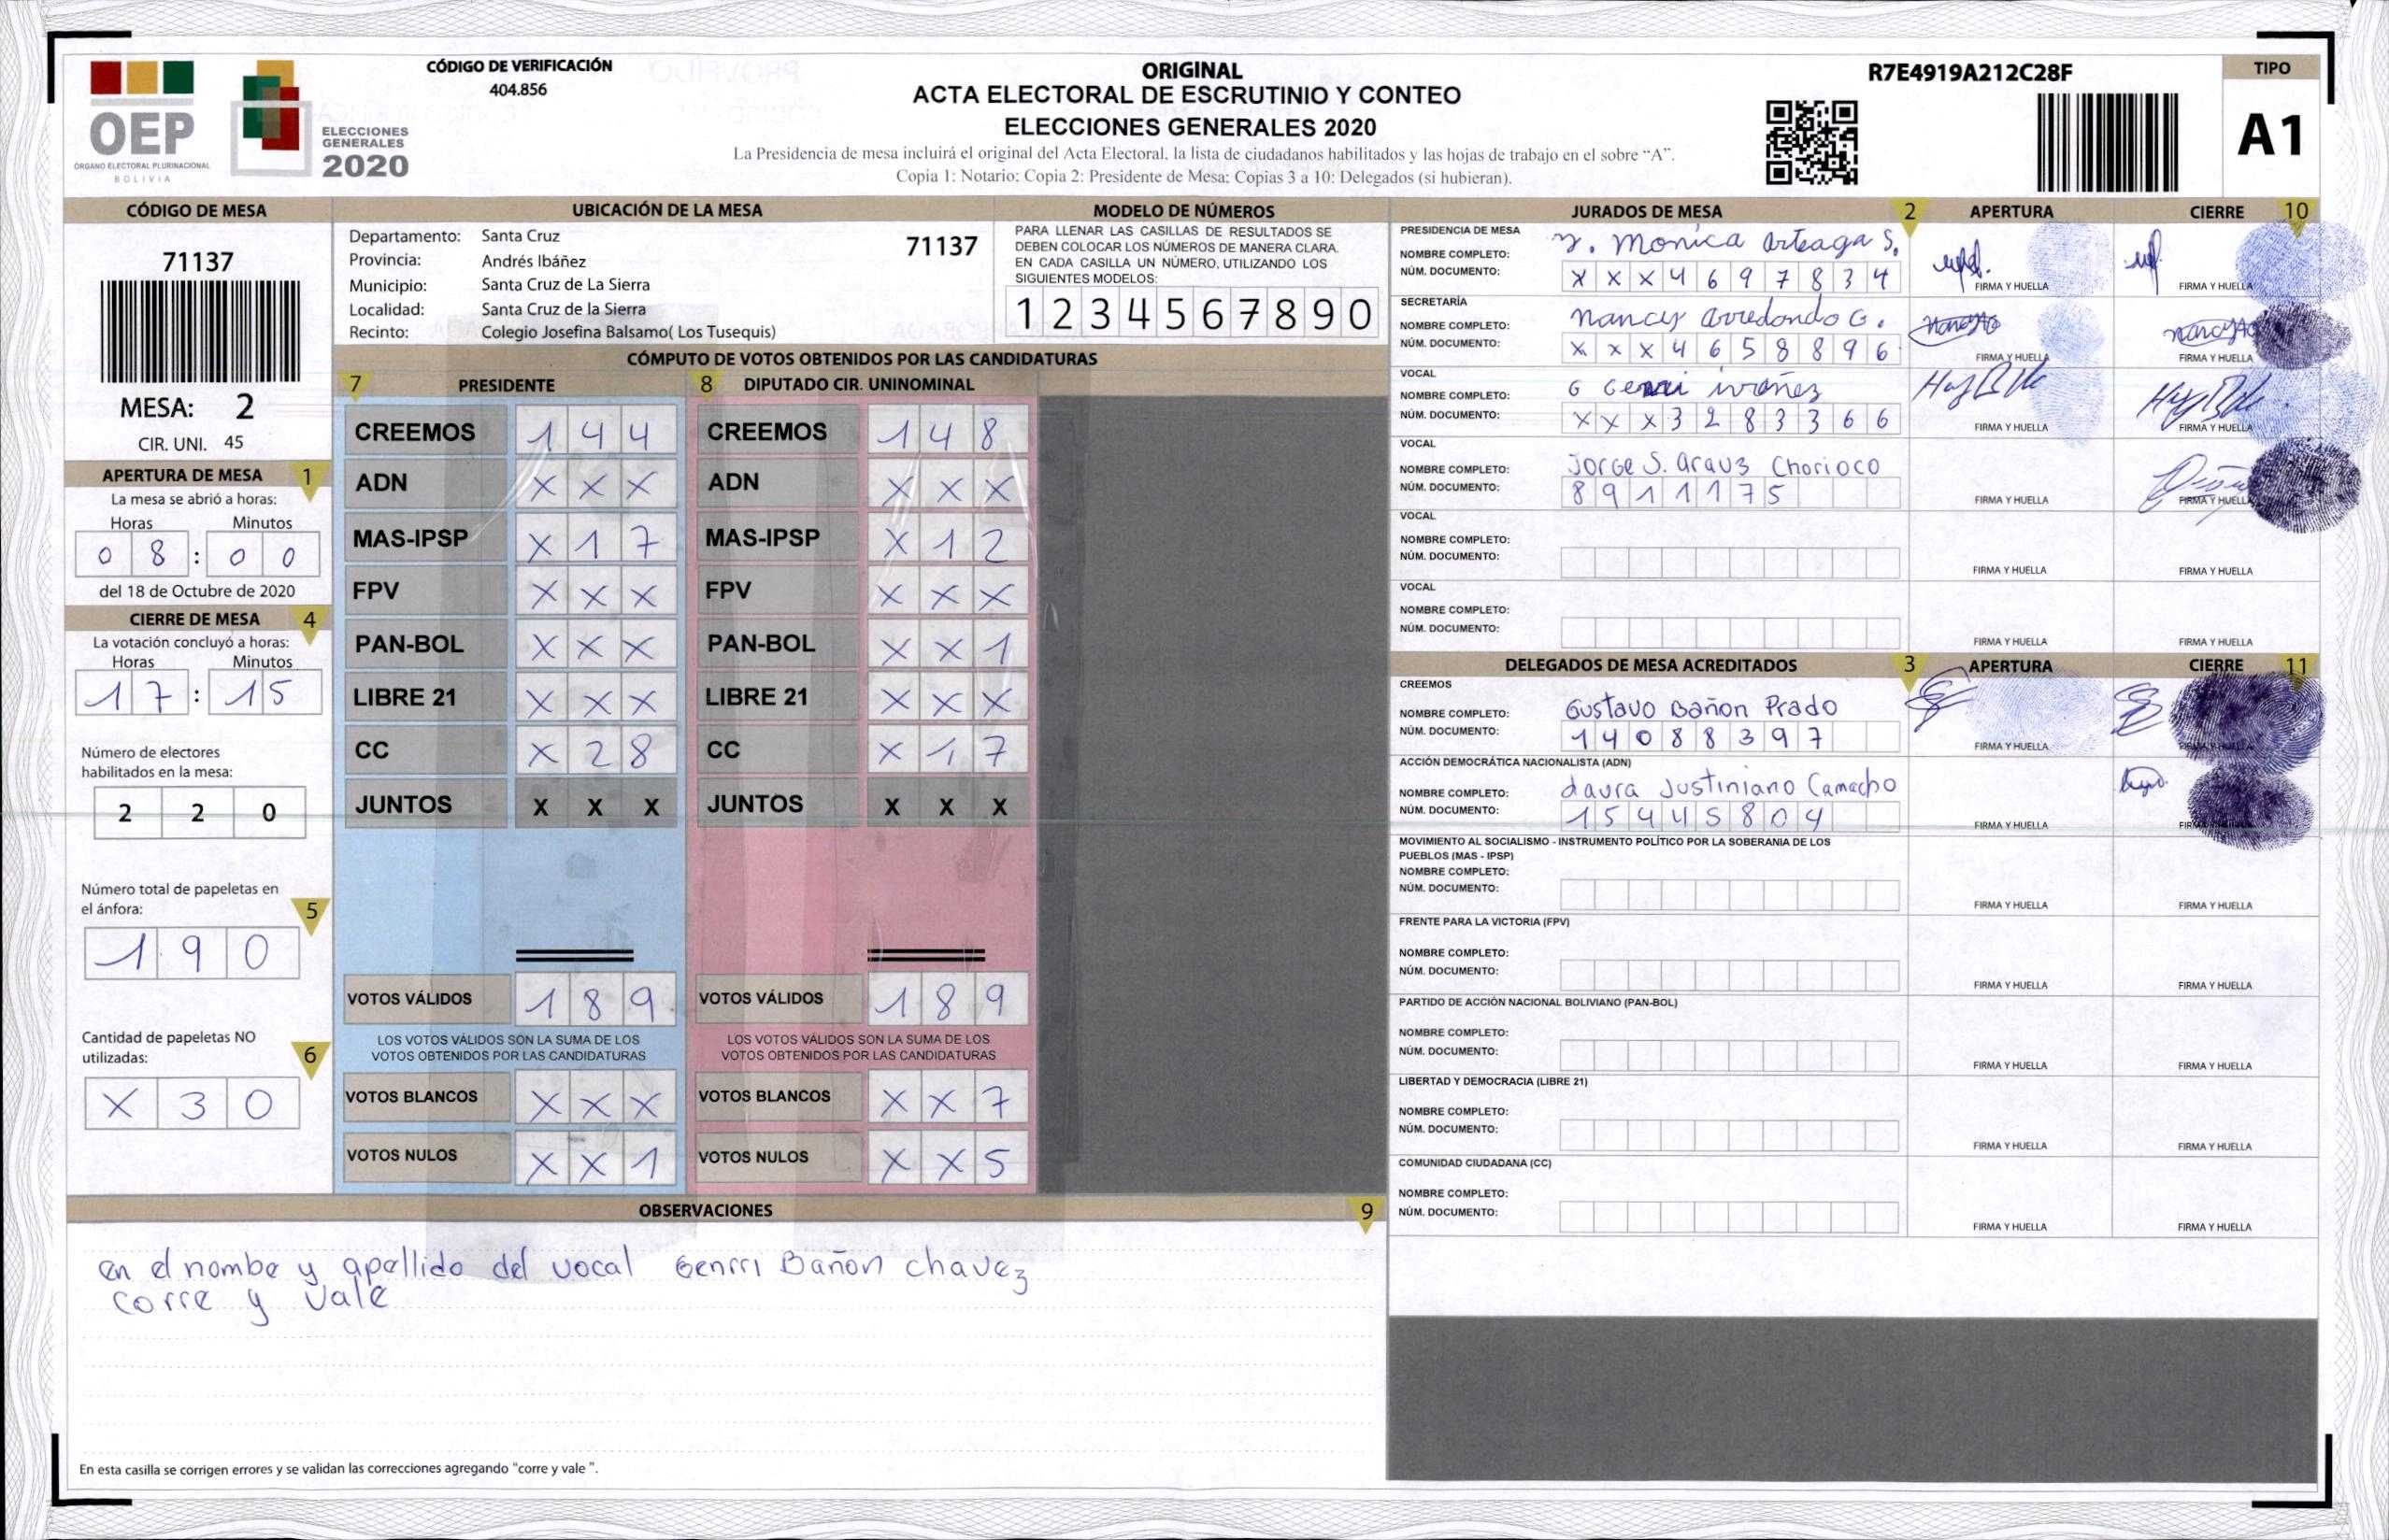 OEP
ÓRGANO ELECTORAL PLURINACIONAL
BOLIVIA
ELECCIONES
GENERALES
2020
CÓDIGO DE VERIFICACIÓN
404.856
ORIGINAL
ACTA ELECTORAL DE ESCRUTINIO Y CONTEO
ELECCIONES GENERALES 2020
La Presidencia de mesa incluirá el original del Acta Electoral, la lista de ciudadanos habilitados y las hojas de trabajo en el sobre “A”.
Copia 1: Notario: Copia 2: Presidente de Mesa: Copias 3 a 10: Delegados (si hubieran).
R7E4919A212C28F
TIPO
A1
CÓDIGO DE MESA
71137
MESA: 2
CIR. UNI. 45
APERTURA DE MESA 1
La mesa se abrió a horas:
Horas Minutos
0 8 : 0 0
del 18 de Octubre de 2020
CIERRE DE MESA 4
La votación concluyó a horas:
Horas Minutos
1 7 : 1 5
Número de electores
habilitados en la mesa:
2 2 0
Número total de papeletas en
el ánfora: 5
1 9 0
Cantidad de papeletas NO
utilizadas: 6
X 3 0
UBICACIÓN DE LA MESA
Departamento: Santa Cruz 71137
Provincia: Andrés Ibáñez
Municipio: Santa Cruz de La Sierra
Localidad: Santa Cruz de la Sierra
Recinto: Colegio Josefina Balsamo( Los Tusequis)
MODELO DE NÚMEROS
PARA LLENAR LAS CASILLAS DE RESULTADOS SE
DEBEN COLOCAR LOS NÚMEROS DE MANERA CLARA.
EN CADA CASILLA UN NÚMERO, UTILIZANDO LOS
SIGUIENTES MODELOS:
1 2 3 4 5 6 7 8 9 0
CÓMPUTO DE VOTOS OBTENIDOS POR LAS CANDIDATURAS
7 PRESIDENTE 8 DIPUTADO CIR. UNINOMINAL
CREEMOS 1 4 4 CREEMOS 1 4 8
ADN X X X ADN X X X
MAS-IPSP X 1 7 MAS-IPSP X 1 2
FPV X X X FPV X X X
PAN-BOL X X X PAN-BOL X X 1
LIBRE 21 X X X LIBRE 21 X X X
CC X 2 8 CC X 1 7
JUNTOS X X X JUNTOS X X X
VOTOS VÁLIDOS 1 8 9 VOTOS VÁLIDOS 1 8 9
LOS VOTOS VÁLIDOS SON LA SUMA DE LOS LOS VOTOS VÁLIDOS SON LA SUMA DE LOS
VOTOS OBTENIDOS POR LAS CANDIDATURAS VOTOS OBTENIDOS POR LAS CANDIDATURAS
VOTOS BLANCOS X X X VOTOS BLANCOS X X 7
VOTOS NULOS X X 1 VOTOS NULOS X X 5
OBSERVACIONES 9
en el nombe y apellido del vocal Genrri Bañon chavez
corre y vale
En esta casilla se corrigen errores y se validan las correcciones agregando “corre y vale ”.
JURADOS DE MESA 2 APERTURA CIERRE 10
PRESIDENCIA DE MESA
NOMBRE COMPLETO: Y. Monica Arteaga S.
NÚM. DOCUMENTO: X X X 4 6 9 7 8 3 4
FIRMA Y HUELLA FIRMA Y HUELLA
SECRETARÍA
NOMBRE COMPLETO: Nancy Arredondo G.
NÚM. DOCUMENTO: X X X 4 6 5 8 8 9 6
FIRMA Y HUELLA FIRMA Y HUELLA
VOCAL
NOMBRE COMPLETO: G
NÚM. DOCUMENTO: X X X 3 2 8 3 3 6 6
FIRMA Y HUELLA FIRMA Y HUELLA
VOCAL
NOMBRE COMPLETO: Jorge S. Arauz Chorioco
NÚM. DOCUMENTO: 8 9 1 1 1 7 5
FIRMA Y HUELLA FIRMA Y HUELLA
VOCAL
NOMBRE COMPLETO:
NÚM. DOCUMENTO:
FIRMA Y HUELLA FIRMA Y HUELLA
VOCAL
NOMBRE COMPLETO:
NÚM. DOCUMENTO:
FIRMA Y HUELLA FIRMA Y HUELLA
DELEGADOS DE MESA ACREDITADOS 3 APERTURA CIERRE 11
CREEMOS
NOMBRE COMPLETO: Gustavo Bañon Prado
NÚM. DOCUMENTO: 1 4 0 8 8 3 9 7
FIRMA Y HUELLA
ACCIÓN DEMOCRÁTICA NACIONALISTA (ADN)
NOMBRE COMPLETO: Laura Justiniano Camacho
NÚM. DOCUMENTO: 1 5 4 4 5 8 0 4
FIRMA Y HUELLA
MOVIMIENTO AL SOCIALISMO - INSTRUMENTO POLÍTICO POR LA SOBERANIA DE LOS
PUEBLOS (MAS - IPSP)
NOMBRE COMPLETO:
NÚM. DOCUMENTO:
FIRMA Y HUELLA FIRMA Y HUELLA
FRENTE PARA LA VICTORIA (FPV)
NOMBRE COMPLETO:
NÚM. DOCUMENTO:
FIRMA Y HUELLA FIRMA Y HUELLA
PARTIDO DE ACCIÓN NACIONAL BOLIVIANO (PAN-BOL)
NOMBRE COMPLETO:
NÚM. DOCUMENTO:
FIRMA Y HUELLA FIRMA Y HUELLA
LIBERTAD Y DEMOCRACIA (LIBRE 21)
NOMBRE COMPLETO:
NÚM. DOCUMENTO:
FIRMA Y HUELLA FIRMA Y HUELLA
COMUNIDAD CIUDADANA (CC)
NOMBRE COMPLETO:
NÚM. DOCUMENTO:
FIRMA Y HUELLA FIRMA Y HUELLA